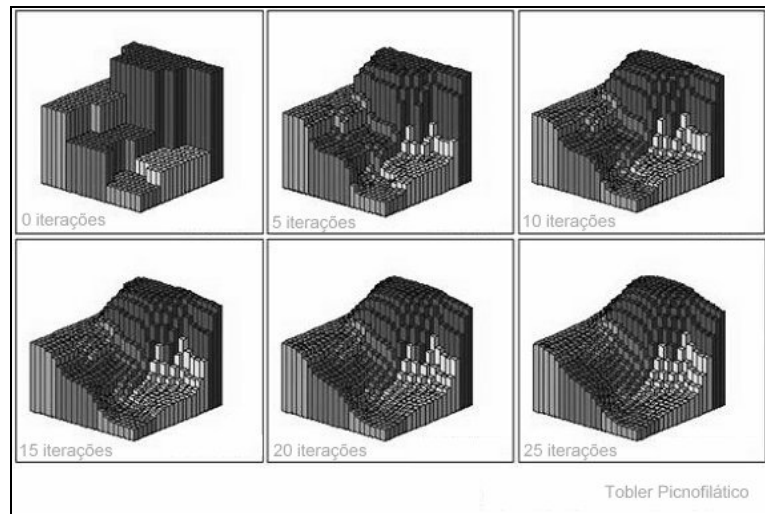 0 iterações
5 iterações
10 iterações
15 iterações
20 iterações
25 iterações
Tobler Picnofilático